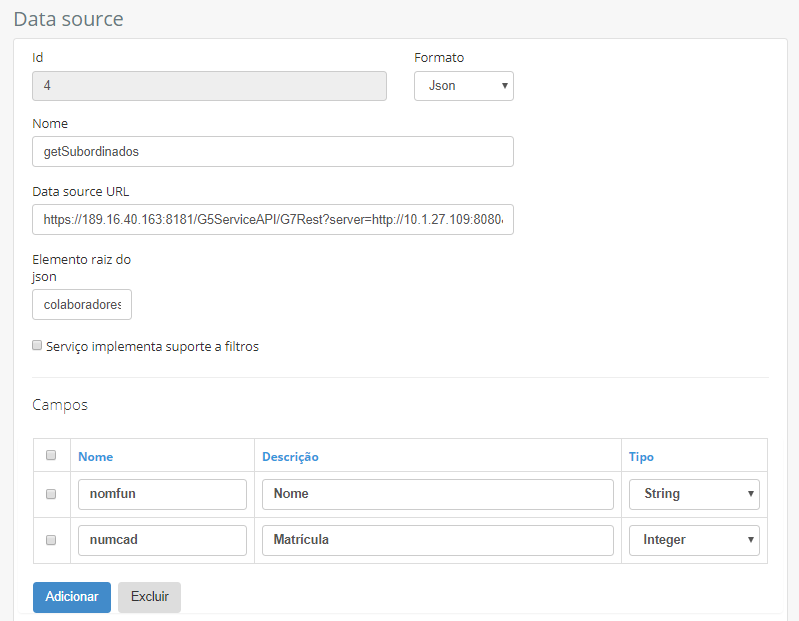 Data source
Id Formato
4 Json
Nome
getSubordinados
Data source URL
https://189.16.40.163:8181/G5ServiceAPI/G7Rest?server=http://10.1.27.109:8080
Elemento raiz do
json
colaboradores
Serviço implementa suporte a filtros
Campos
Nome Descrição Tipo
nomfun Nome String
numcad Matrícula Integer
Adicionar Excluir